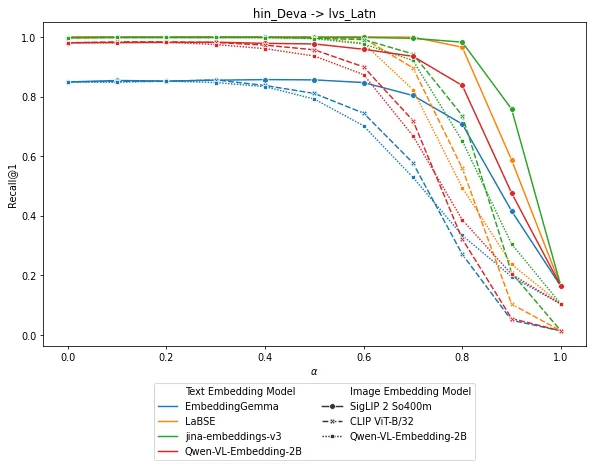 hin_Deva -> lvs_Latn
Recall@1
1.0
0.8
0.6
0.4
0.2
0.0
0.0 0.2 0.4 0.6 0.8 1.0
α
Text Embedding Model
EmbeddingGemma
LaBSE
jina-embeddings-v3
Qwen-VL-Embedding-2B
Image Embedding Model
SigLIP 2 So400m
CLIP ViT-B/32
Qwen-VL-Embedding-2B